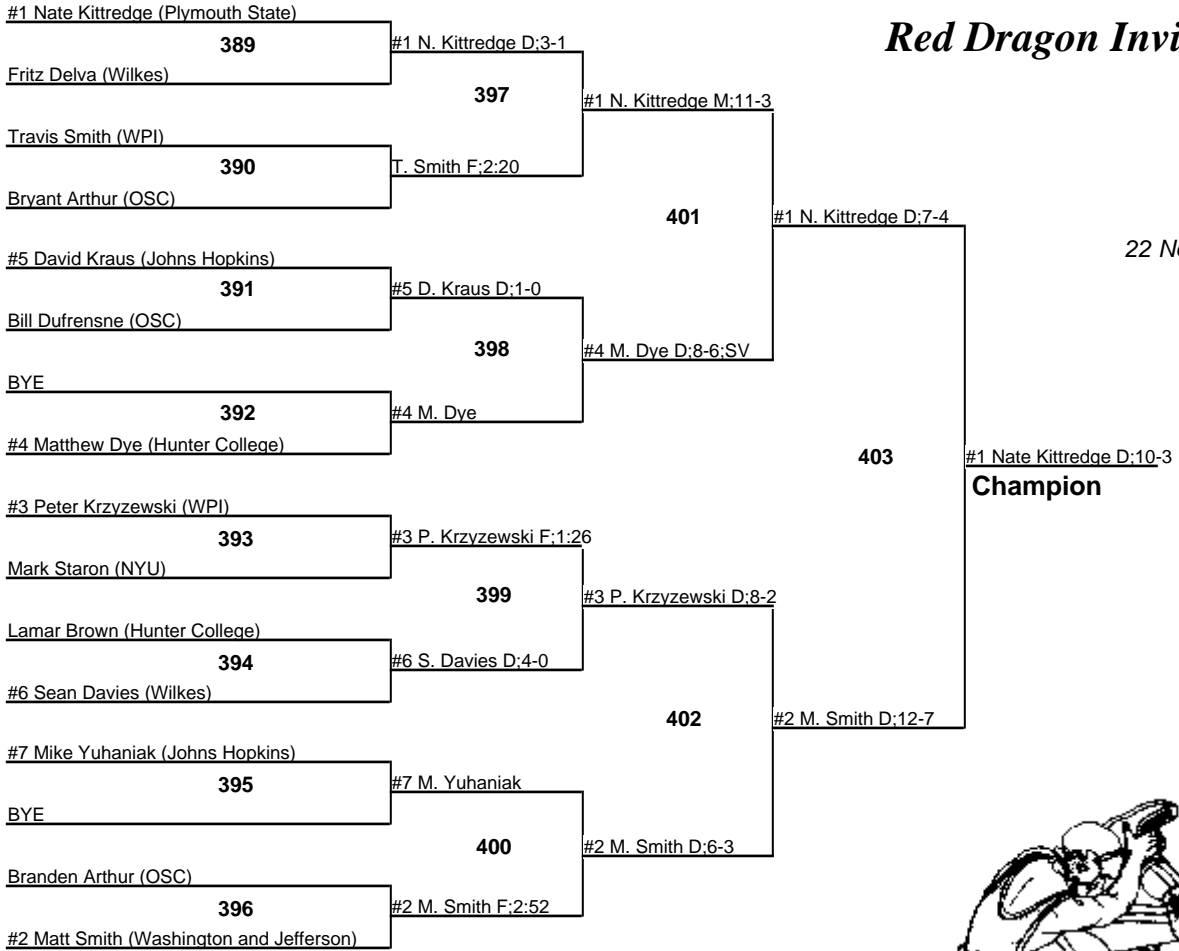 #1 Nate Kittredge (Plymouth State)
Red Dragon Invi
389
#1 N. Kittredge D;3-1
Fritz Delva (Wilkes)
397
#1 N. Kittredge M;11-3
Travis Smith (WPI)
390
T. Smith F;2:20
Bryant Arthur (OSC)
401
#1 N. Kittredge D;7-4
22 No
#5 David Kraus (Johns Hopkins)
391
#5 D. Kraus D;1-0
Bill Dufrensne (OSC)
398
#4 M. Dye D;8-6;SV
BYE
392
#4 M. Dye
#4 Matthew Dye (Hunter College)
403
#1 Nate Kittredge D;10-3
Champion
#3 Peter Krzyzewski (WPI)
393
#3 P. Krzyzewski F;1:26
Mark Staron (NYU)
399
#3 P. Krzyzewski D;8-2
Lamar Brown (Hunter College)
394
#6 S. Davies D;4-0
#6 Sean Davies (Wilkes)
402
#2 M. Smith D;12-7
#7 Mike Yuhaniak (Johns Hopkins)
395
#7 M. Yuhaniak
BYE
400
#2 M. Smith D;6-3
Branden Arthur (OSC)
396
#2 M. Smith F;2:52
#2 Matt Smith (Washington and Jefferson)